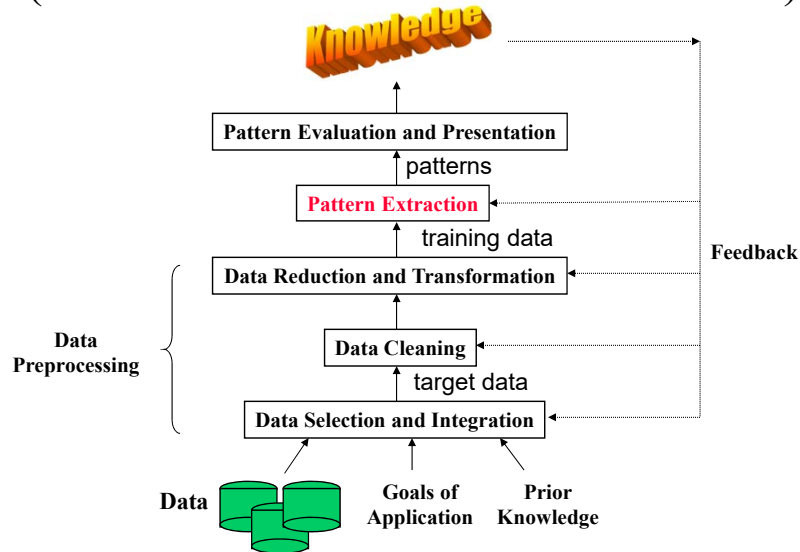 (
)
Knowledge
Pattern Evaluation and Presentation
patterns
Pattern Extraction
training data
Feedback
Data Reduction and Transformation
Data
Preprocessing
Data Cleaning
target data
Data Selection and Integration
Data
Goals of
Application
Prior
Knowledge